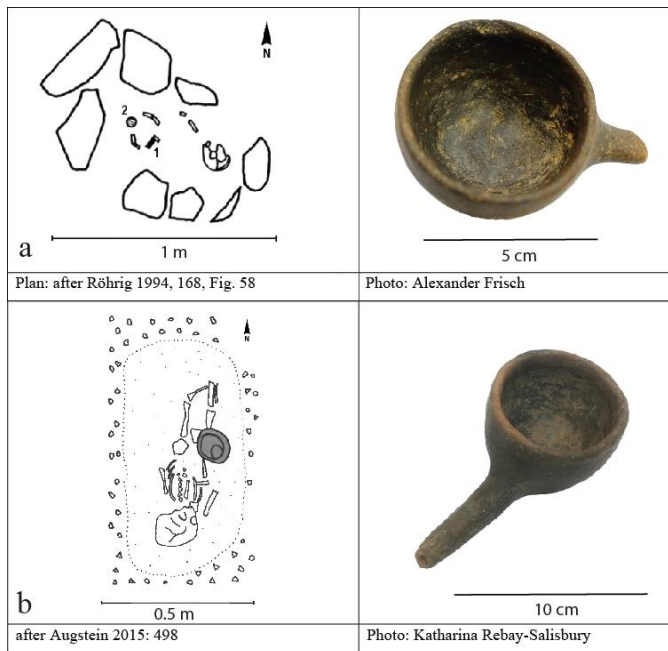 N
2
1
a
1 m
5 cm
Plan: after Röhrig 1994, 168, Fig. 58
Photo: Alexander Frisch
N
b
0.5 m
10 cm
after Augstein 2015: 498
Photo: Katharina Rebay-Salisbury